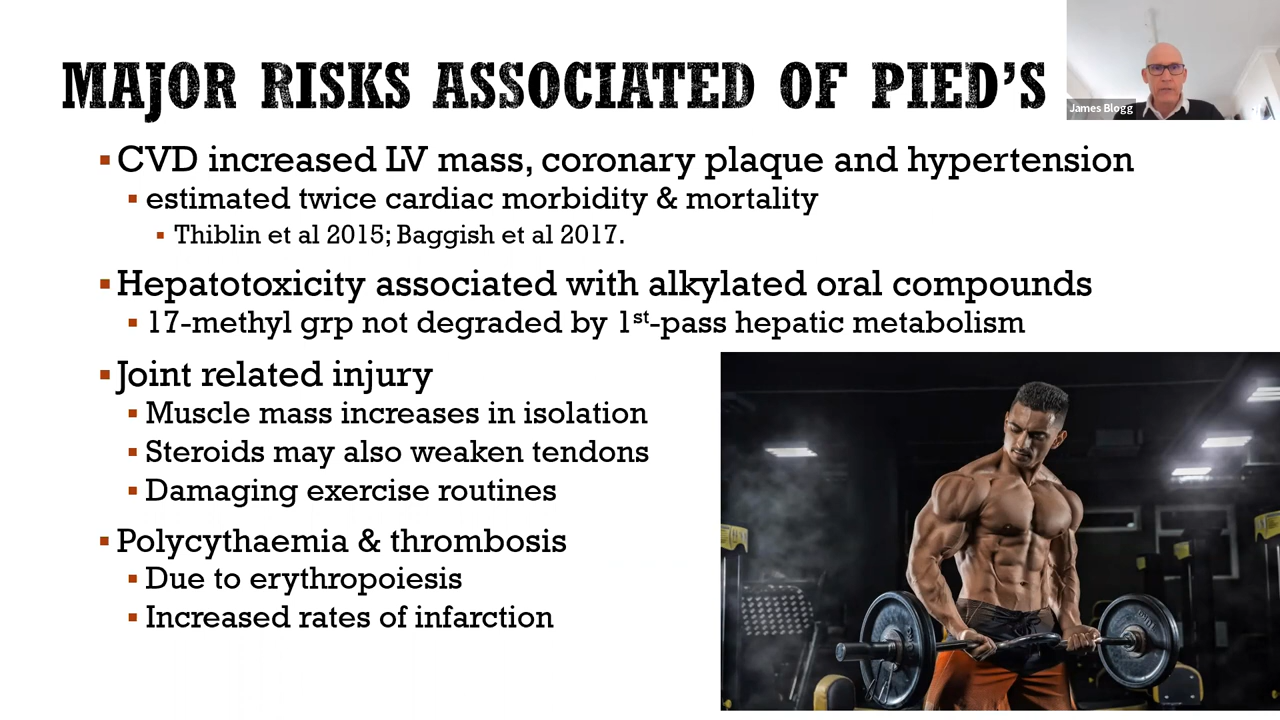 MAJOR RISKS ASSOCIATED OF PIED'S
James Blogg
CVD increased LV mass, coronary plaque and hypertension
estimated twice cardiac morbidity & mortality
Thiblin et al 2015; Baggish et al 2017.
Hepatotoxicity associated with alkylated oral compounds
17-methyl grp not degraded by 1st-pass hepatic metabolism
Joint related injury
Muscle mass increases in isolation
Steroids may also weaken tendons
Damaging exercise routines
Polycythaemia & thrombosis
Due to erythropoiesis
Increased rates of infarction